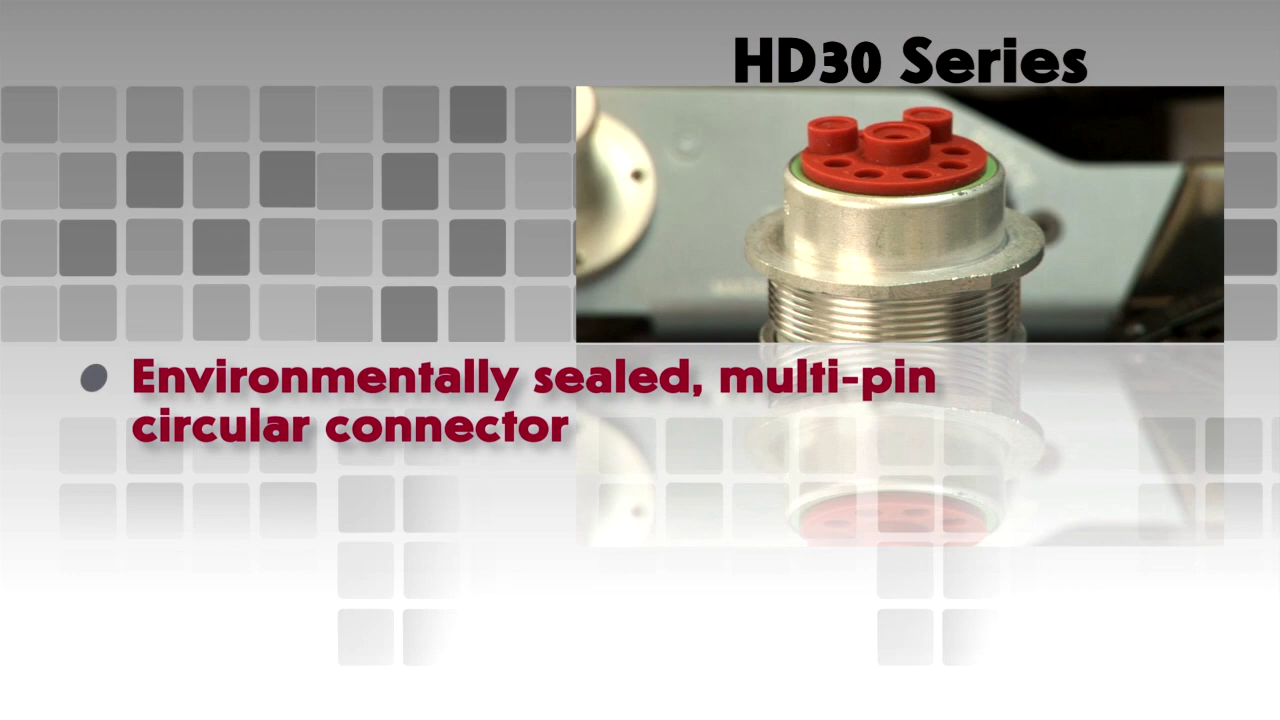 HD30 Series
Environmentally sealed, multi-pin
circular connector